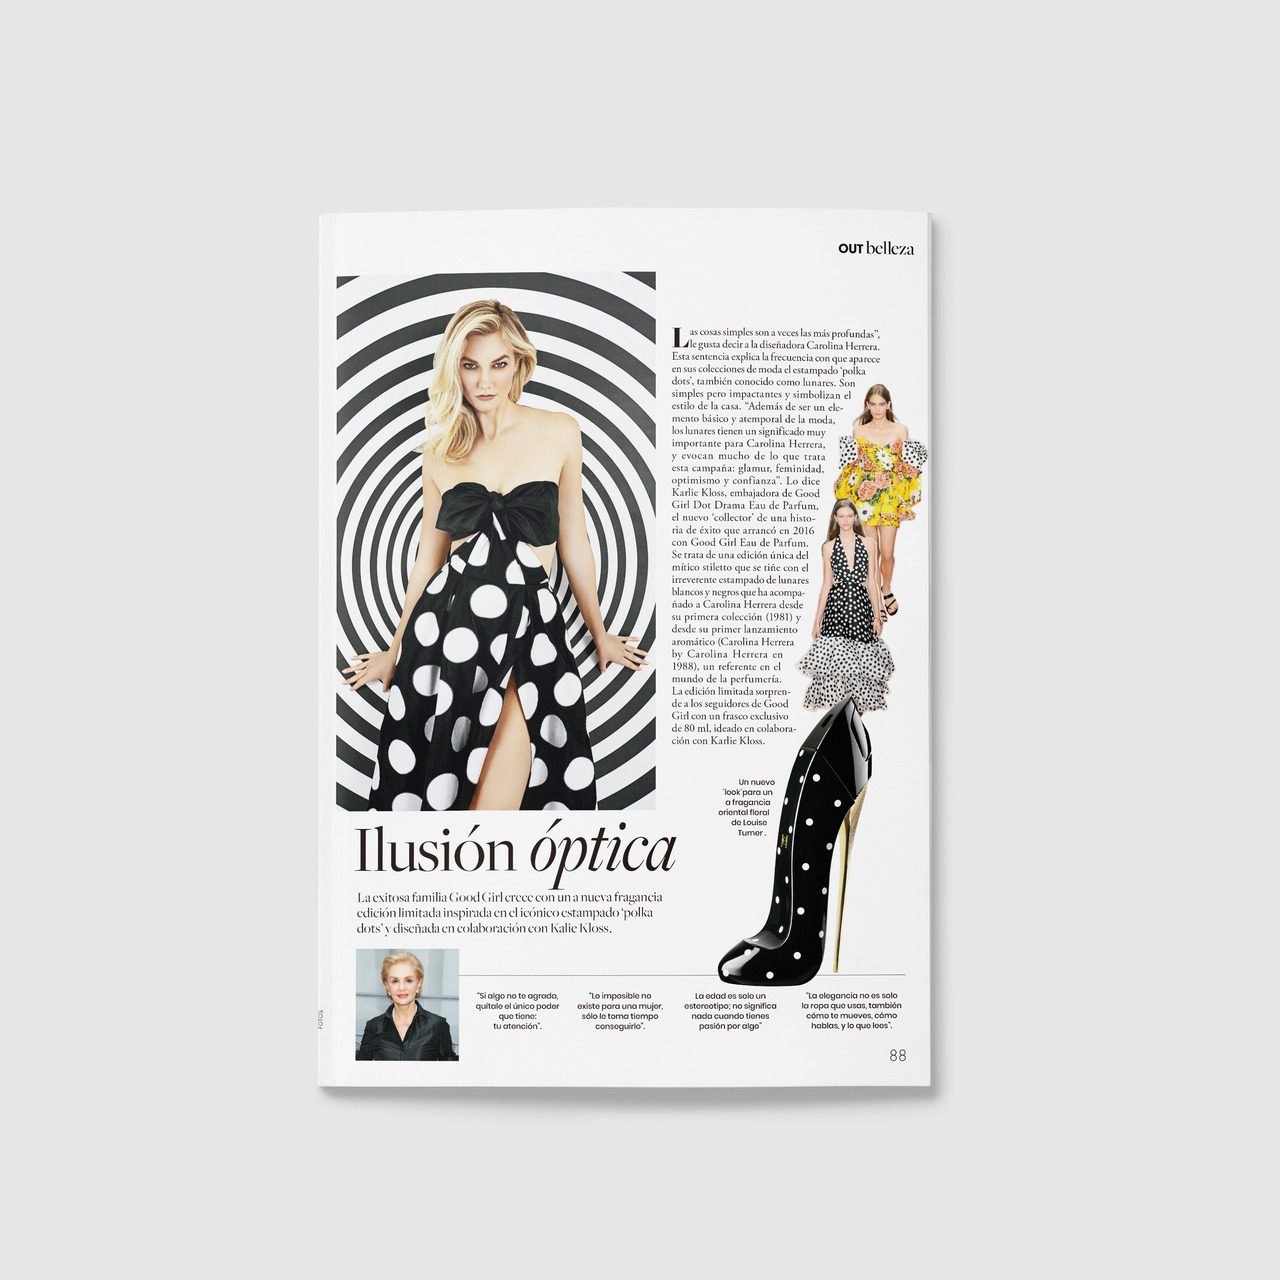 OUT belleza
Las cosas simples son a veces las más profundas”,
le gusta decir a la diseñadora Carolina Herrera.
Esta sentencia explica la frecuencia con que aparece
en sus colecciones de moda el estampado ‘polka
dots’, también conocido como lunares. Son
simples pero impactantes y simbolizan el
estilo de la casa. “Además de ser un ele-
mento básico y atemporal de la moda,
los lunares tienen un significado muy
importante para Carolina Herrera,
y evocan mucho de lo que trata
esta campaña: glamur, feminidad,
optimismo y confianza”. Lo dice
Karlie Kloss, embajadora de Good
Girl Dot Drama Eau de Parfum,
el nuevo ‘collector’ de una histo-
ria de éxito que arrancó en 2016
con Good Girl Eau de Parfum.
Se trata de una edición única del
mítico stiletto que se tiñe con el
irreverente estampado de lunares
blancos y negros que ha acompa-
ñado a Carolina Herrera desde
su primera colección (1981) y
desde su primer lanzamiento
aromático (Carolina Herrera
by Carolina Herrera en
1988), un referente en el
mundo de la perfumería.
La edición limitada sorpren-
de a los seguidores de Good
Girl con un frasco exclusivo
de 80 ml, ideado en colabora-
ción con Karlie Kloss.
Un nuevo
‘look’ para un
a fragancia
oriental floral
de Louise
Turner .
Ilusión óptica
La exitosa familia Good Girl crece con un a nueva fragancia
edición limitada inspirada en el icónico estampado ‘polka
dots’ y diseñada en colaboración con Kalie Kloss.
“Si algo no te agrada,
quítale el único poder
que tiene:
tu atención”.
“Lo imposible no
existe para una mujer,
sólo le toma tiempo
conseguirlo”.
La edad es solo un
estereotipo; no significa
nada cuando tienes
pasión por algo”
“La elegancia no es solo
la ropa que usas, también
cómo te mueves, cómo
hablas, y lo que lees”.
FOTOS:
88